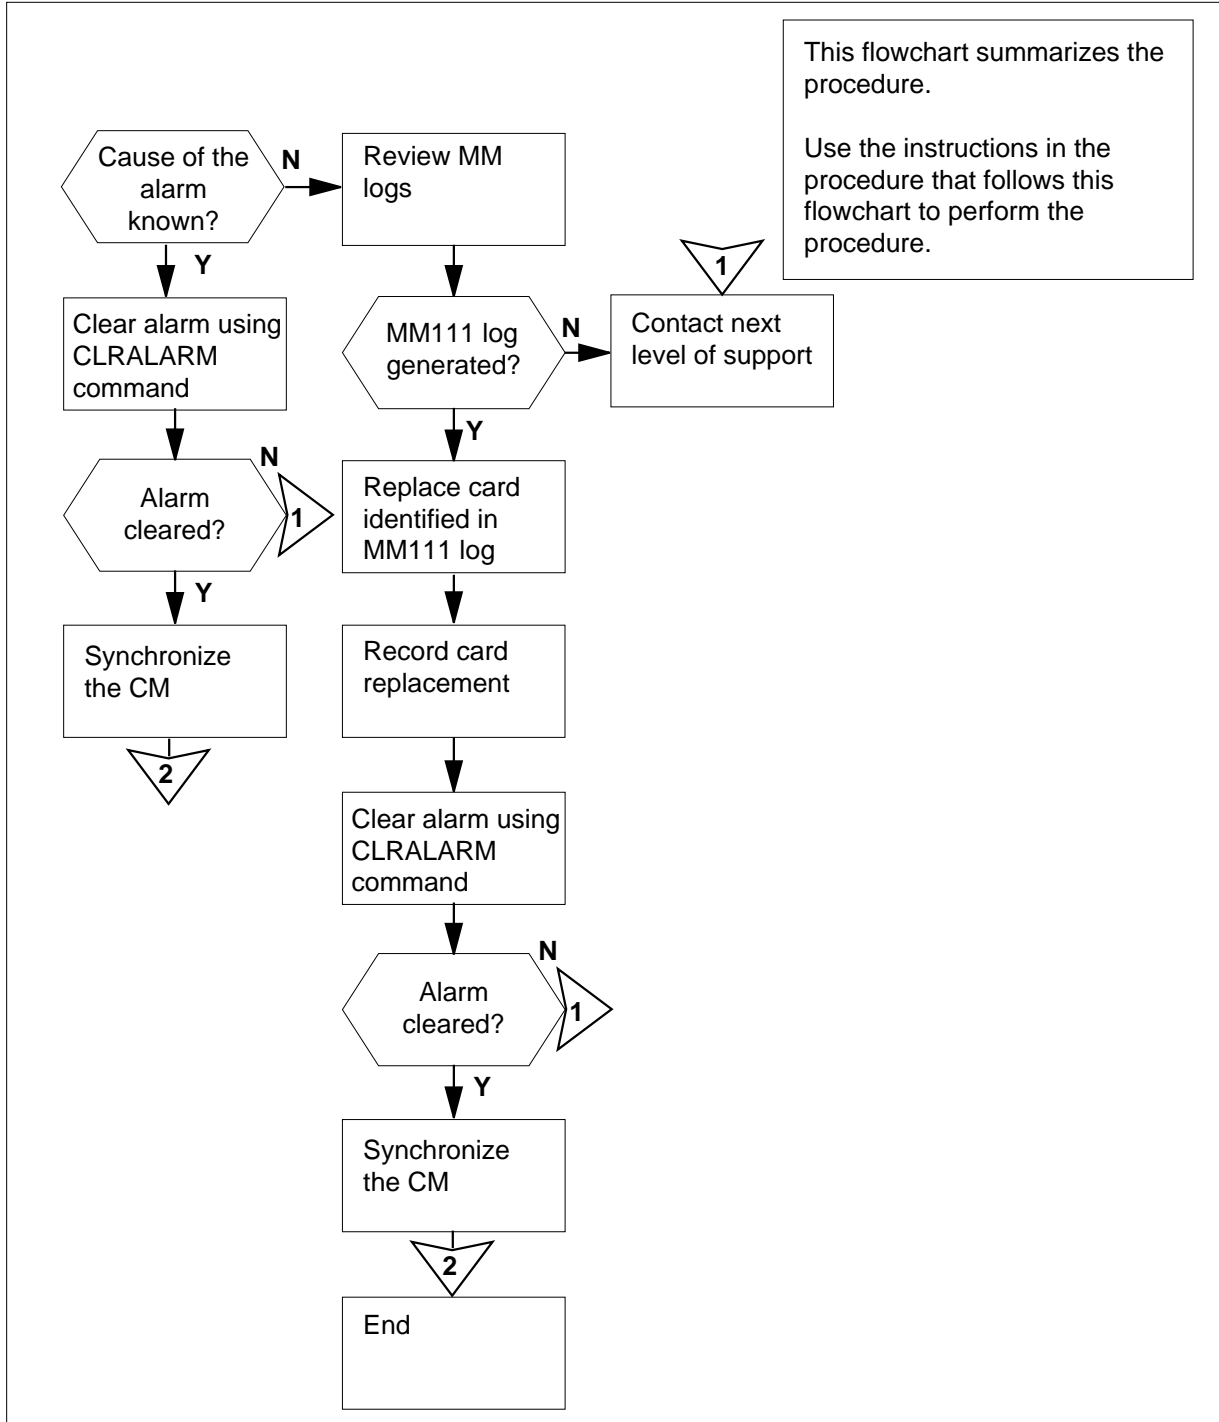 This flowchart summarizes the
procedure.
Use the instructions in the
procedure that follows this
flowchart to perform the
procedure.
Cause of the
alarm
known?
N
Review MM
logs
Y
Clear alarm using
CLRALARM
command
MM111 log
generated?
N
1
Contact next
level of support
Y
Alarm
cleared?
N
1
Replace card
identified in
MM111 log
Y
Synchronize
the CM
2
Record card
replacement
Clear alarm using
CLRALARM
command
Alarm
cleared?
N
1
Y
Synchronize
the CM
2
End